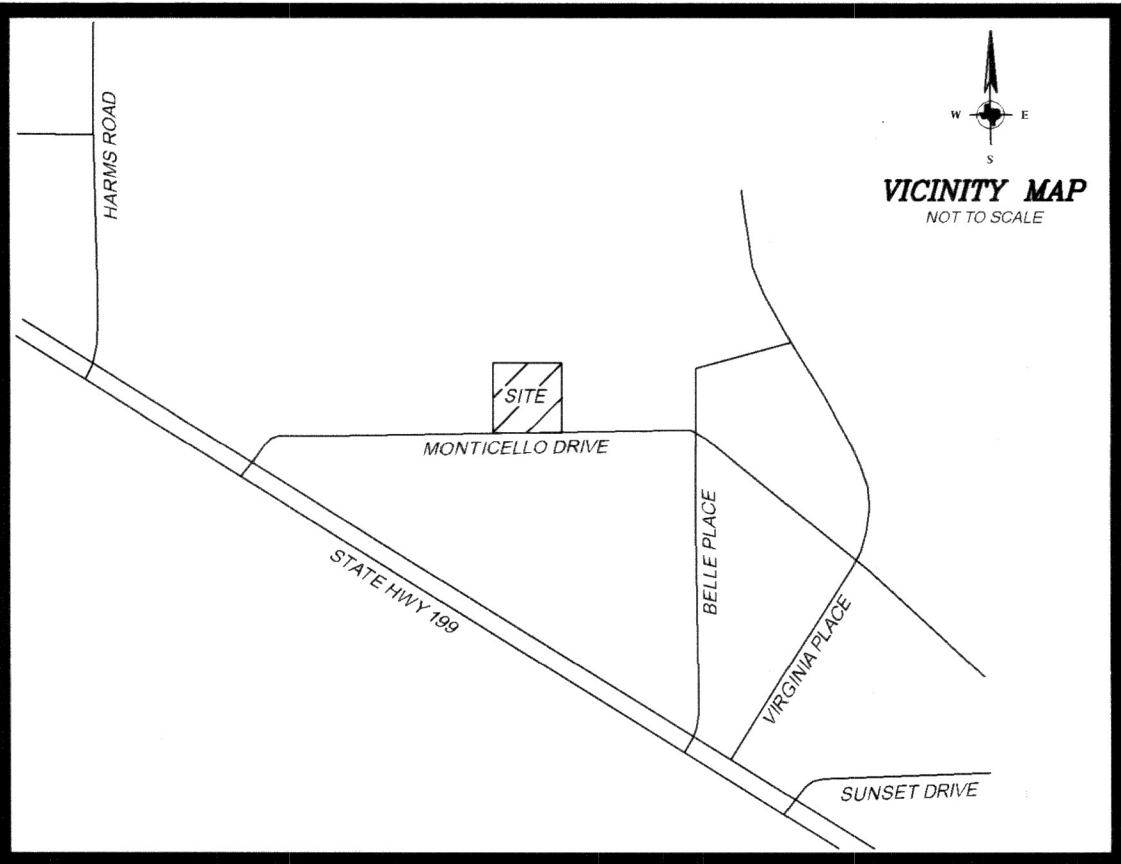 HARMS ROAD
W E
S
VICINITY MAP
NOT TO SCALE
SITE
MONTICELLO DRIVE
STATE HWY 199
BELLE PLACE
VIRGINIA PLACE
SUNSET DRIVE